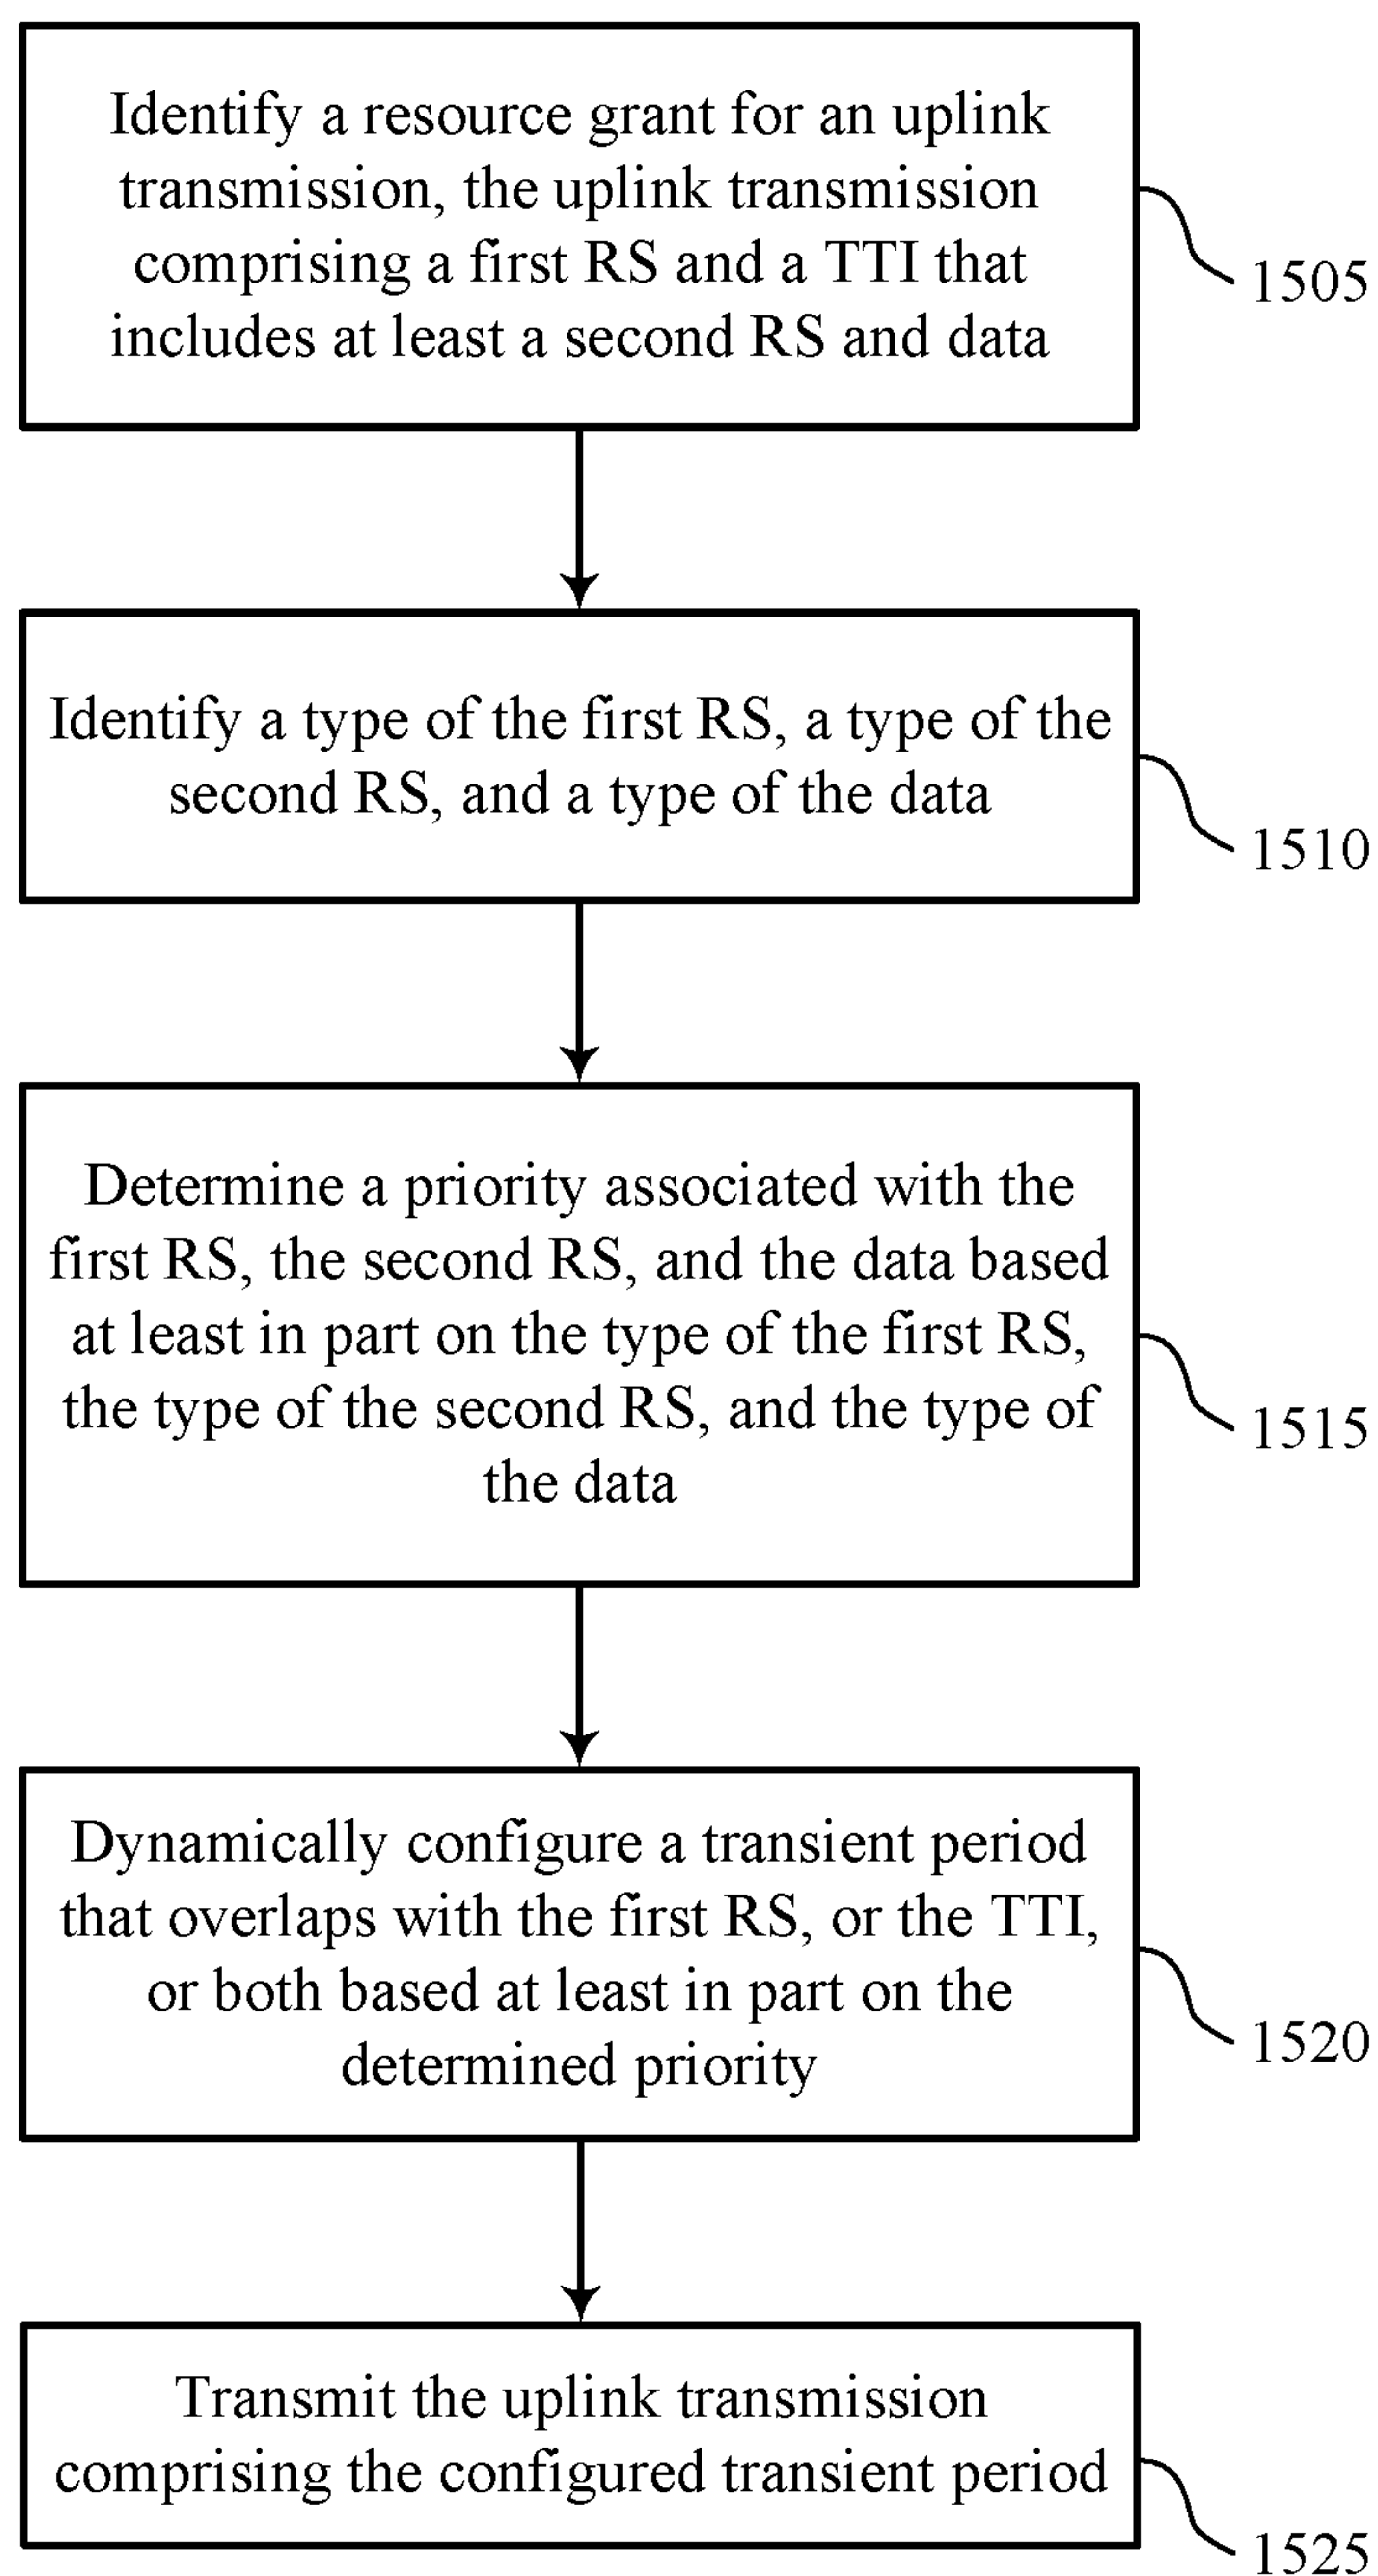 Identify a resource grant for an uplink
transmission, the uplink transmission
comprising a first RS and a TTI that
includes at least a second RS and data
1505
Identify a type of the first RS, a type of the
second RS, and a type of the data
1510
Determine a priority associated with the
first RS, the second RS, and the data based
at least in part on the type of the first RS,
the type of the second RS, and the type of
the data
1515
Dynamically configure a transient period
that overlaps with the first RS, or the TTI,
or both based at least in part on the
determined priority
1520
Transmit the uplink transmission
comprising the configured transient period
1525